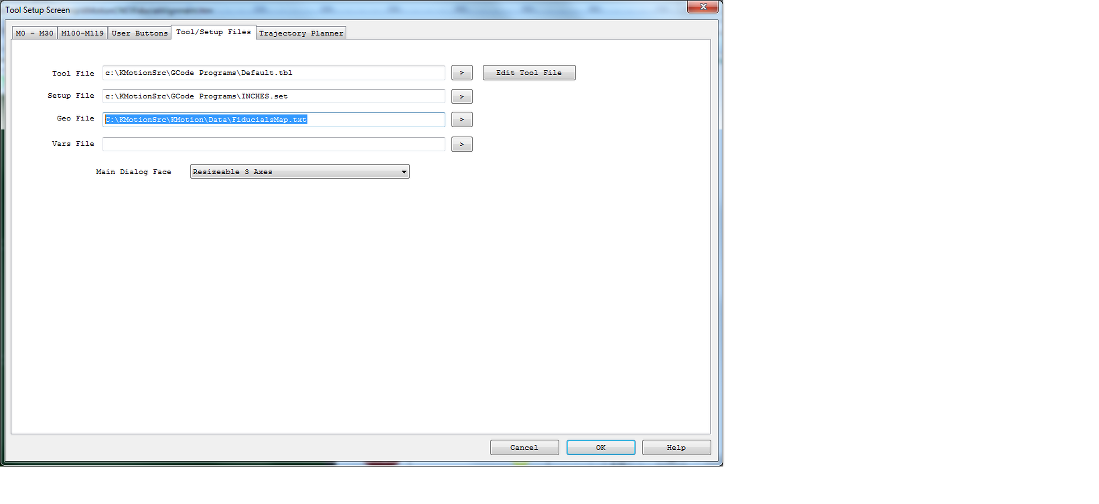 Tool Setup Screen
M0 - M30 M100-M119 User Buttons Tool/Setup Files Trajectory Planner
Tool File c:\KMotionSrc\GCode Programs\Default.tbl > Edit Tool File
Setup File c:\KMotionSrc\GCode Programs\INCHES.set >
Geo File C:\KMotionSrc\KMotion\Data\FiducialsMap.txt >
Vars File >
Main Dialog Face Resizeable 3 Axes
Cancel OK Help